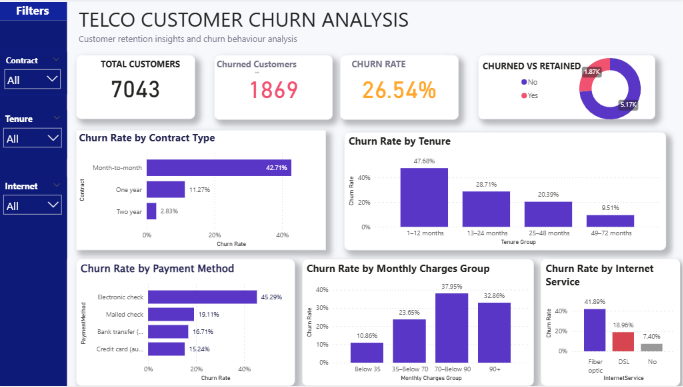 Filters
Contract
All
Tenure
All
Internet
All
TELCO CUSTOMER CHURN ANALYSIS
Customer retention insights and churn behaviour analysis
TOTAL CUSTOMERS
7043
Churned Customers
1869
CHURN RATE
26.54%
CHURNED VS RETAINED
No
Yes
1.87K
5.17K
Churn Rate by Contract Type
Contract
Month-to-month
42.71%
One year
11.27%
Two year
2.83%
0%
20%
40%
Churn Rate
Churn Rate by Tenure
Churn Rate
40%
20%
0%
47.68%
28.71%
20.39%
9.51%
1–12 months
13–24 months
25–48 months
49–72 months
Tenure Group
Churn Rate by Payment Method
PaymentMethod
Electronic check
45.29%
Mailed check
19.11%
Bank transfer (...
16.71%
Credit card (au...
15.24%
0%
20%
40%
Churn Rate
Churn Rate by Monthly Charges Group
Churn Rate
40%
30%
20%
10%
0%
10.86%
23.65%
37.95%
32.86%
Below 35
35–Below 70
70–Below 90
90+
Monthly Charges Group
Churn Rate by Internet
Service
Churn Rate
40%
20%
0%
41.89%
18.96%
7.40%
Fiber
optic
DSL
No
InternetService